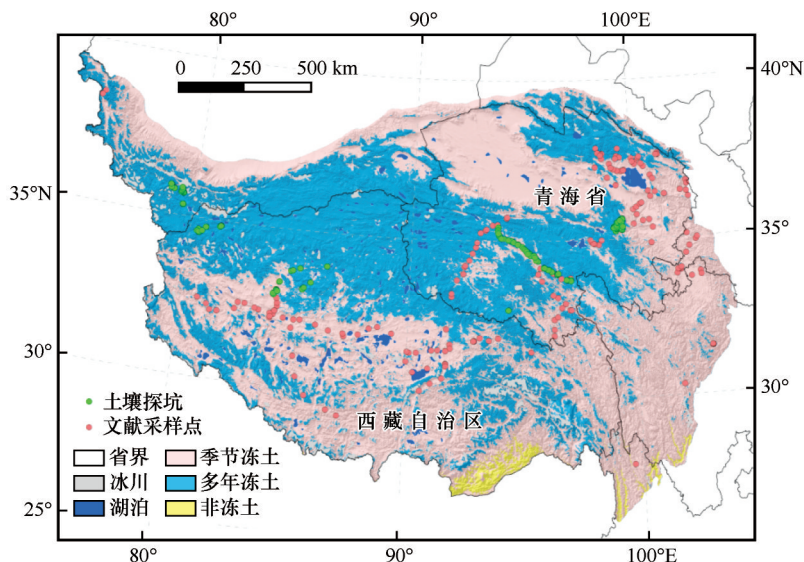 80°E 90°E 100°E
0 250 500 km
40°N
35°N
青海省
35°N
30°N
30°N
土壤探坑
文献采样点
西藏自治区
省界 季节冻土
冰川 多年冻土
湖泊 非冻土
25°N
80°E 90°E 100°E